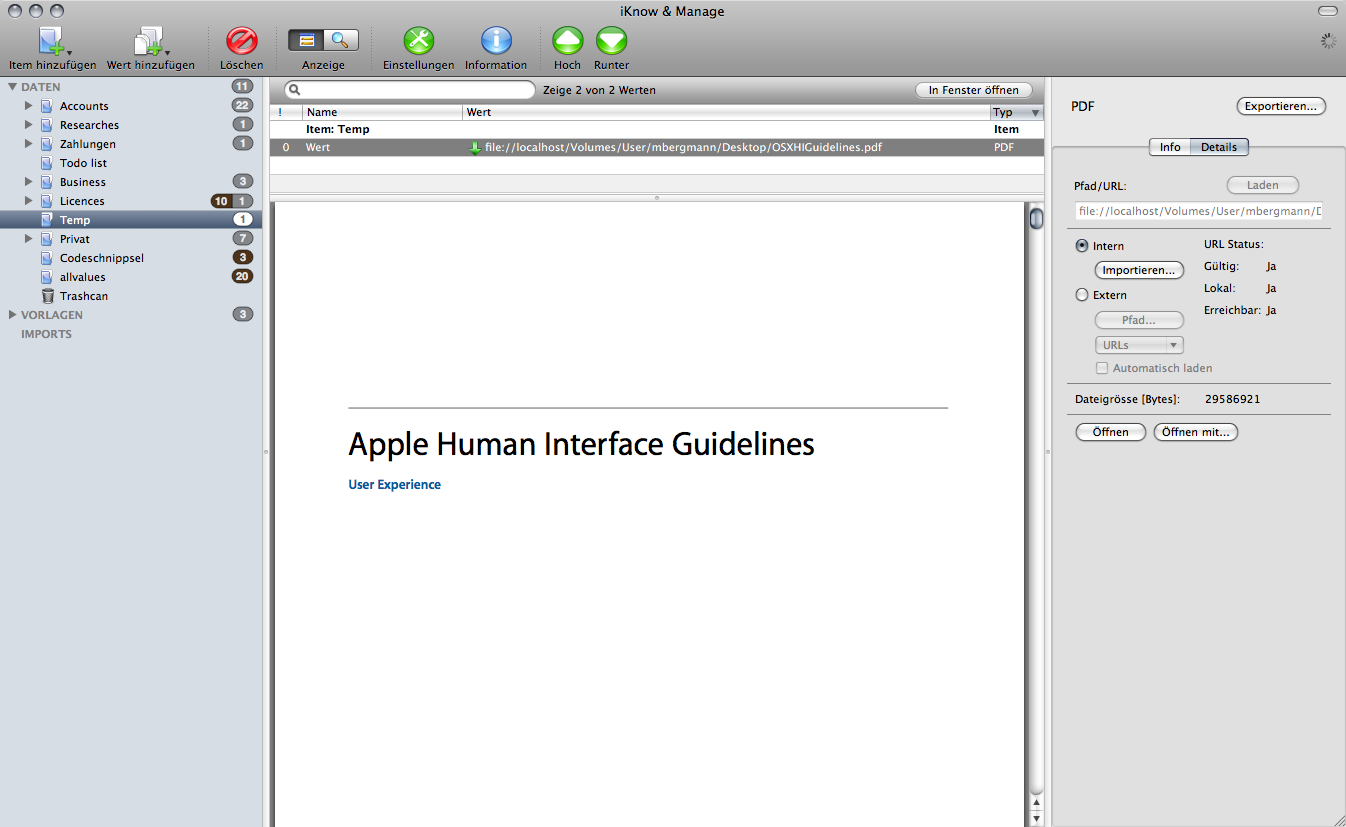 iKnow & Manage
Item hinzufügen Wert hinzufügen Löschen Anzeige Einstellungen Information Hoch Runter
DATEN 11
Accounts 22
Researches 1
Zahlungen 1
Todo list
Business 3
Licences 10 1
Temp 1
Privat 7
Codeschnippsel 3
allvalues 20
Trashcan
VORLAGEN 3
IMPORTS
Zeige 2 von 2 Werten In Fenster öffnen
! Name Wert Typ
Item: Temp Item
0 Wert file://localhost/Volumes/User/mbergmann/Desktop/OSXHIGuidelines.pdf PDF
Apple Human Interface Guidelines
User Experience
PDF Exportieren...
Info Details
Pfad/URL: Laden
file://localhost/Volumes/User/mbergmann/D
Intern URL Status:
Importieren... Gültig: Ja
Lokal: Ja
Extern
Erreichbar: Ja
Pfad...
URLs
Automatisch laden
Dateigrösse [Bytes]: 29586921
Öffnen Öffnen mit...